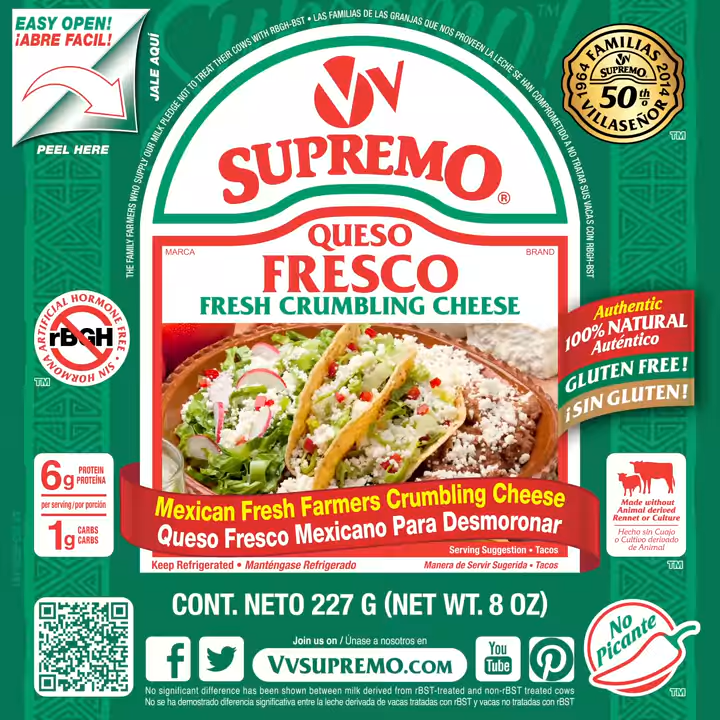 EASY OPEN!
¡ABRE FACIL!
JALE AQUÍ
PEEL HERE
THE FAMILY FARMERS WHO SUPPLY OUR MILK PLEDGE NOT TO TREAT THEIR COWS WITH RBGH-BST • LAS FAMILIAS DE LAS GRANJAS QUE NOS PROVEEN LA LECHE SE HAN COMPROMETIDO A NO TRATAR SUS VACAS CON RBGH-BST
VV
SUPREMO®
1964 FAMILIAS 2014
VV
SUPREMO
50th
VILLASEÑOR
TM
MARCA
BRAND
QUESO
FRESCO
FRESH CRUMBLING CHEESE
ARTIFICIAL HORMONE FREE • SIN HORMONA
rBGH
TM
Authentic
100% NATURAL
Auténtico
GLUTEN FREE!
¡SIN GLUTEN!
6g PROTEIN
PROTEÍNA
per serving/por porción
1g CARBS
CARBS
Made without
Animal derived
Rennet or Culture
Hecho sin Cuajo
o Cultivo derivado
de Animal
TM
Mexican Fresh Farmers Crumbling Cheese
Queso Fresco Mexicano Para Desmoronar
Serving Suggestion • Tacos
Keep Refrigerated • Manténgase Refrigerado
Manera de Servir Sugerida • Tacos
CONT. NETO 227 G (NET WT. 8 OZ)
Join us on / Únase a nosotros en
VVSUPREMO.COM
f
You
Tube
No
Picante
TM
No significant difference has been shown between milk derived from rBST-treated and non-rBST treated cows
No se ha demostrado diferencia significativa entre la leche derivada de vacas tratadas con rBST y vacas no tratadas con rBST